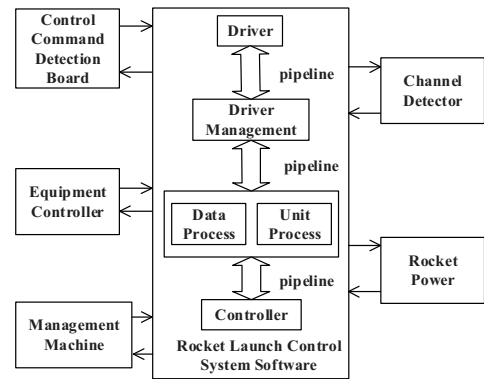 Control
Command
Detection
Board
Equipment
Controller
Management
Machine
Driver
pipeline
Driver
Management
pipeline
Data
Process
Unit
Process
pipeline
Controller
Rocket Launch Control
System Software
Channel
Detector
Rocket
Power